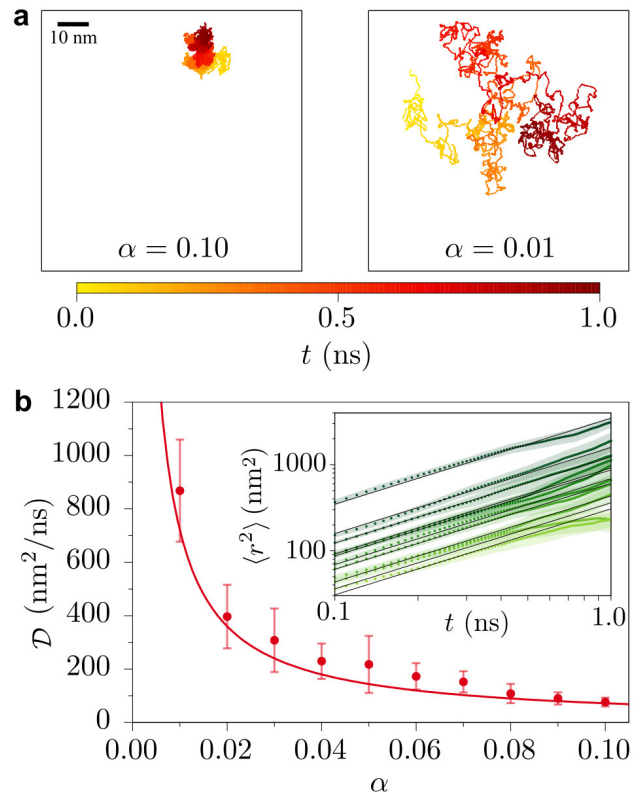 a
10 nm
α = 0.10
α = 0.01
0.0 0.5 1.0
t (ns)
b
1200
1000
800
600
400
200
0
D (nm²/ns)
0.00 0.02 0.04 0.06 0.08 0.10
α
1000
100
⟨r²⟩ (nm²)
0.1 1.0
t (ns)